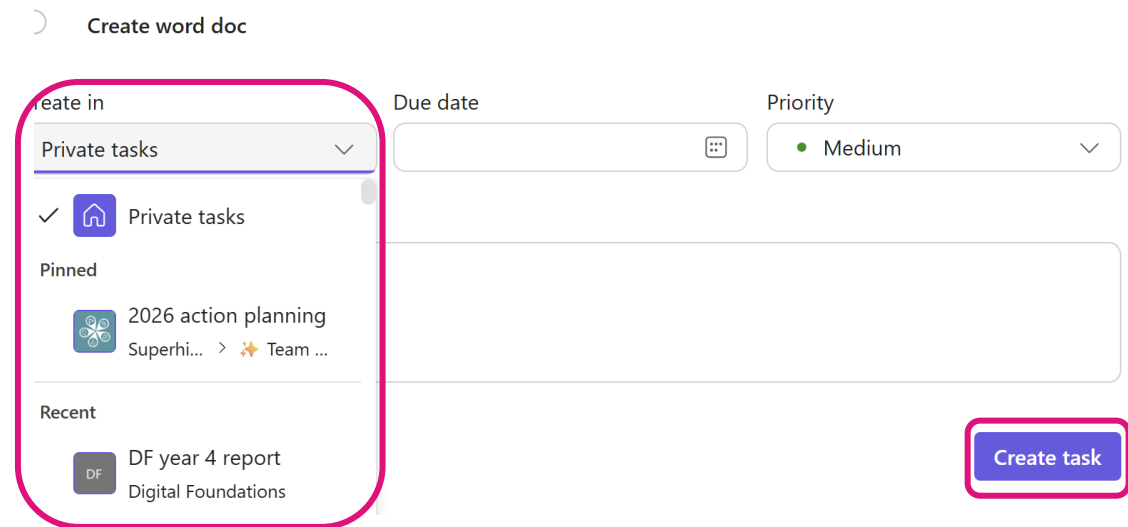 Create word doc
reate in
Due date
Priority
Private tasks
Medium
Private tasks
Pinned
2026 action planning
Superhi... > ✨ Team ...
Recent
DF
DF year 4 report
Digital Foundations
Create task